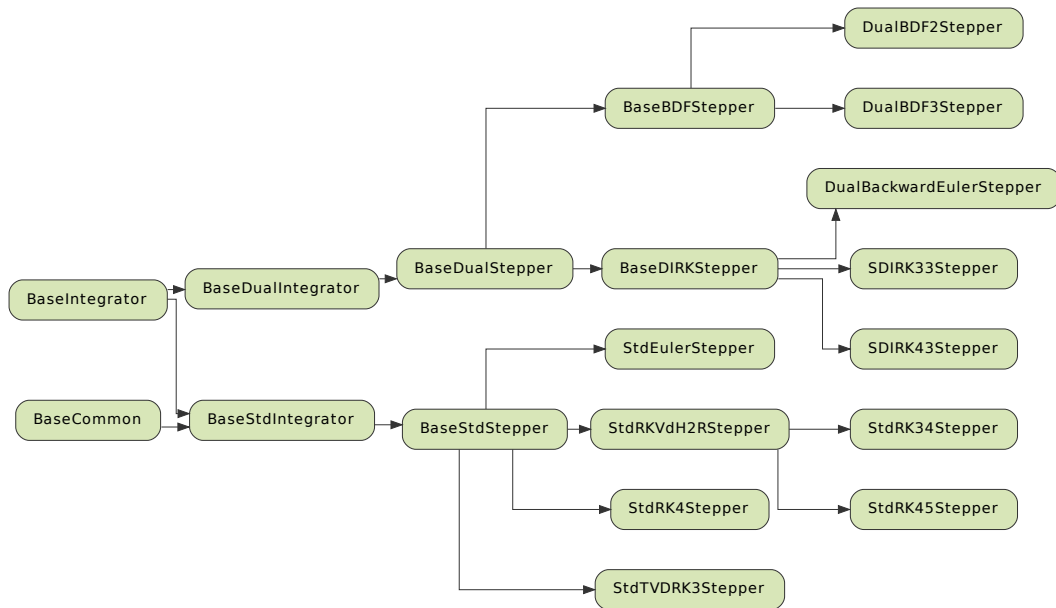 DualBDF2Stepper
BaseBDFStepper
DualBDF3Stepper
DualBackwardEulerStepper
BaseDualStepper
BaseDIRKStepper
SDIRK33Stepper
BaseDualIntegrator
BaseIntegrator
StdEulerStepper
SDIRK43Stepper
BaseCommon
BaseStdIntegrator
BaseStdStepper
StdRKVdH2RStepper
StdRK34Stepper
StdRK4Stepper
StdRK45Stepper
StdTVDRK3Stepper